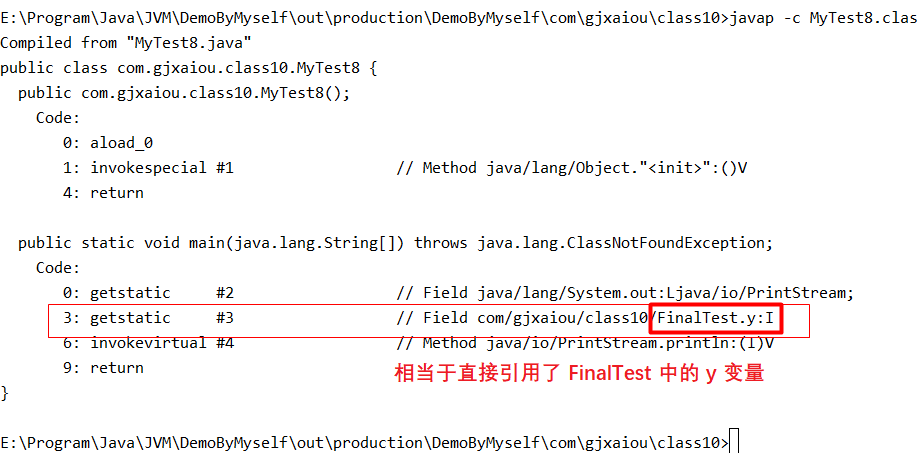 E:\Program\Java\JVM\DemoByMyself\out\production\DemoByMyself\com\gjxaiou\class10>javap -c MyTest8.clas
Compiled from "MyTest8.java"
public class com.gjxaiou.class10.MyTest8 {
  public com.gjxaiou.class10.MyTest8();
    Code:
       0: aload_0
       1: invokespecial #1                  // Method java/lang/Object."<init>":()V
       4: return

  public static void main(java.lang.String[]) throws java.lang.ClassNotFoundException;
    Code:
       0: getstatic     #2                  // Field java/lang/System.out:Ljava/io/PrintStream;
       3: getstatic     #3                  // Field com/gjxaiou/class10/FinalTest.y:I
       6: invokevirtual #4                  // Method java/io/PrintStream.println:(I)V
       9: return
相当于直接引用了 FinalTest 中的 y 变量
}

E:\Program\Java\JVM\DemoByMyself\out\production\DemoByMyself\com\gjxaiou\class10>